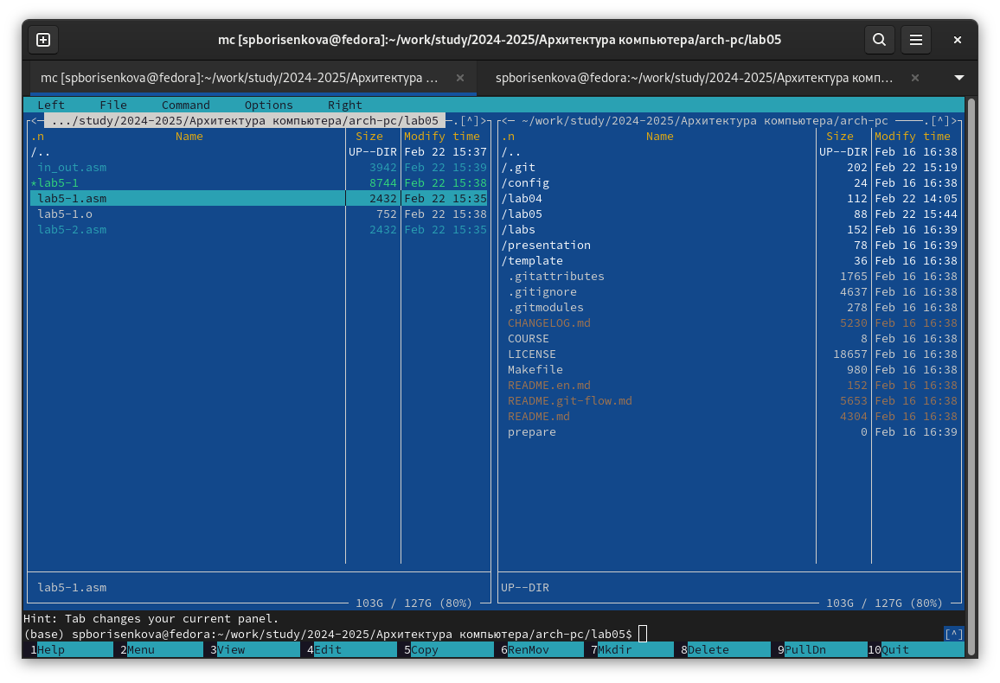 mc [spborisenkova@fedora]:~/work/study/2024-2025/Архитектура компьютера/arch-pc/lab05
mc [spborisenkova@fedora]:~/work/study/2024-2025/Архитектура ... × spborisenkova@fedora:~/work/study/2024-2025/Архитектура комп... ×
Left File Command Options Right
<─ .../study/2024-2025/Архитектура компьютера/arch-pc/lab05 ─.[^]>
.n Name Size Modify time
/.. UP--DIR Feb 22 15:37
in_out.asm 3942 Feb 22 15:39
*lab5-1 8744 Feb 22 15:38
lab5-1.asm 2432 Feb 22 15:35
lab5-1.o 752 Feb 22 15:38
lab5-2.asm 2432 Feb 22 15:35
lab5-1.asm
103G / 127G (80%)
<─ ~/work/study/2024-2025/Архитектура компьютера/arch-pc ────.[^]>
.n Name Size Modify time
/.. UP--DIR Feb 16 16:38
/.git 202 Feb 22 15:19
/config 24 Feb 16 16:38
/lab04 112 Feb 22 14:05
/lab05 88 Feb 22 15:44
/labs 152 Feb 16 16:39
/presentation 78 Feb 16 16:39
/template 36 Feb 16 16:38
.gitattributes 1765 Feb 16 16:38
.gitignore 4637 Feb 16 16:38
.gitmodules 278 Feb 16 16:38
CHANGELOG.md 5230 Feb 16 16:38
COURSE 8 Feb 16 16:38
LICENSE 18657 Feb 16 16:38
Makefile 980 Feb 16 16:38
README.en.md 152 Feb 16 16:38
README.git-flow.md 5653 Feb 16 16:38
README.md 4304 Feb 16 16:38
prepare 0 Feb 16 16:39
UP--DIR
103G / 127G (80%)
Hint: Tab changes your current panel.
(base) spborisenkova@fedora:~/work/study/2024-2025/Архитектура компьютера/arch-pc/lab05$ [^]
1Help 2Menu 3View 4Edit 5Copy 6RenMov 7Mkdir 8Delete 9PullDn 10Quit